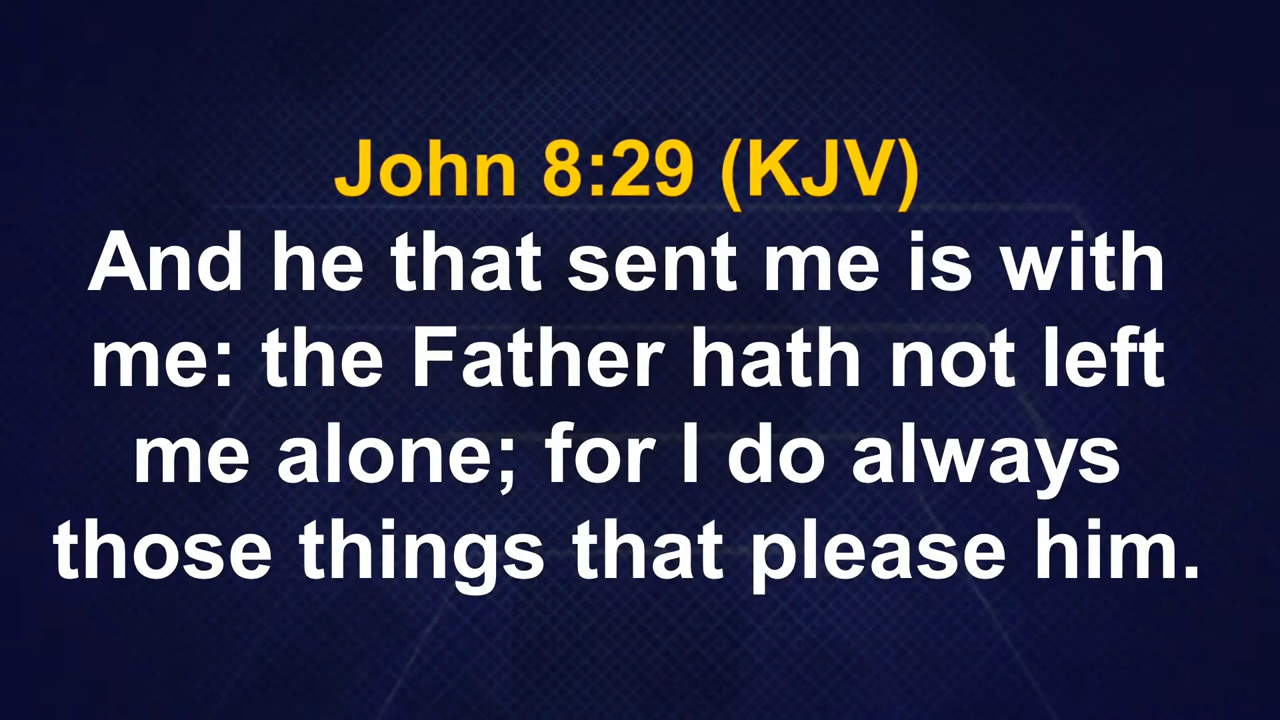 John 8:29 (KJV)
And he that sent me is with
me: the Father hath not left
me alone; for I do always
those things that please him.